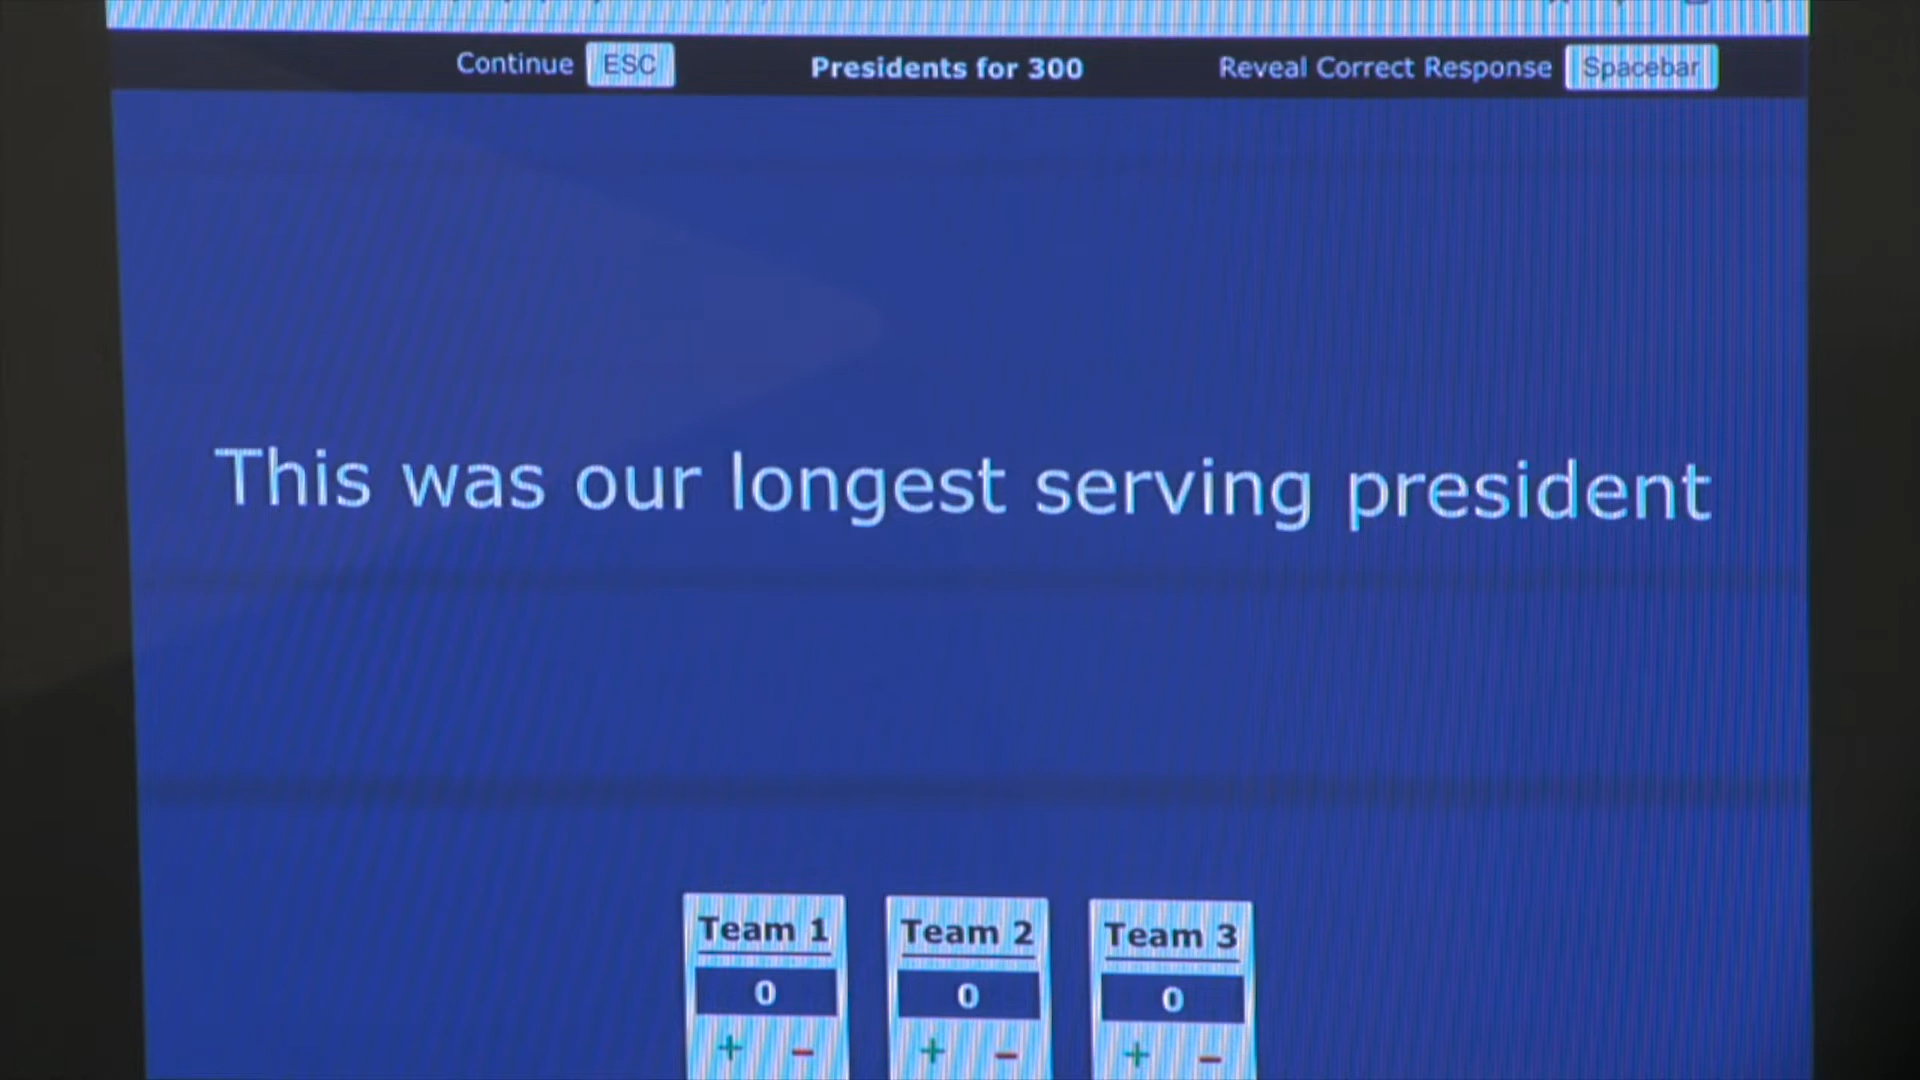 Continue ESC Presidents for 300 Reveal Correct Response Spacebar
This was our longest serving president
Team 1 Team 2 Team 3
0 0 0
+ - + - + -